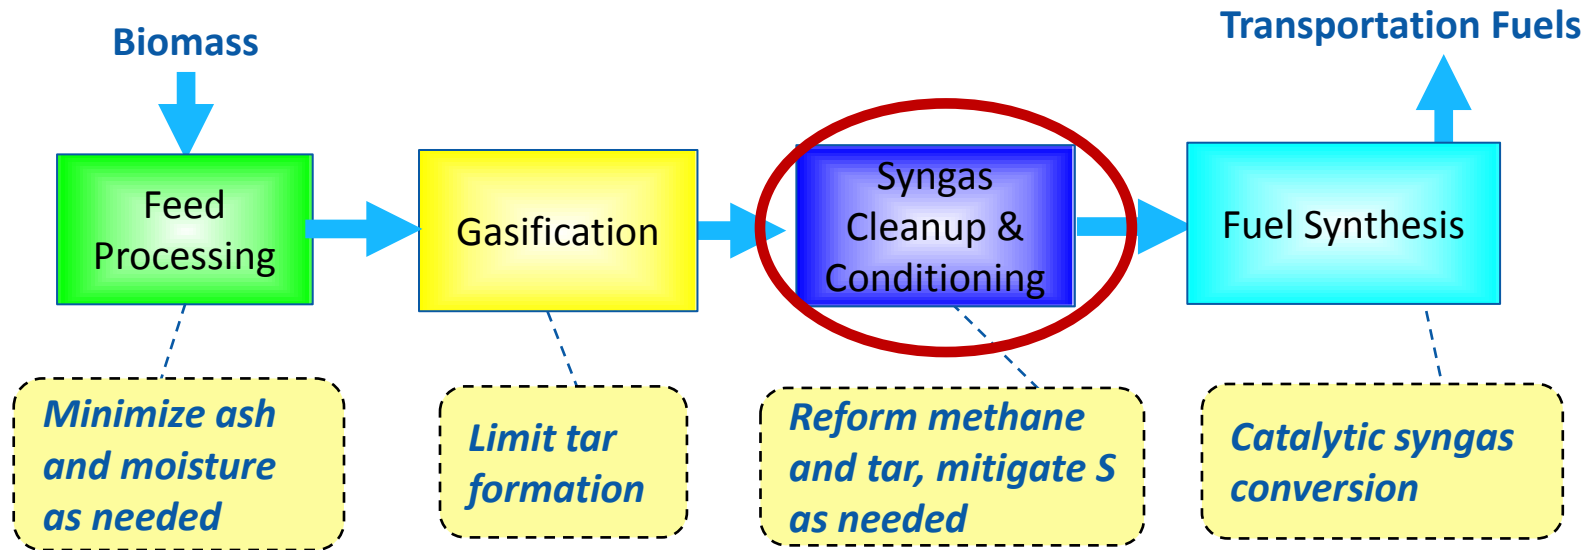 Biomass
Transportation Fuels
Feed
Processing
Gasification
Syngas
Cleanup &
Conditioning
Fuel Synthesis
Minimize ash
and moisture
as needed
Limit tar
formation
Reform methane
and tar, mitigate S
as needed
Catalytic syngas
conversion